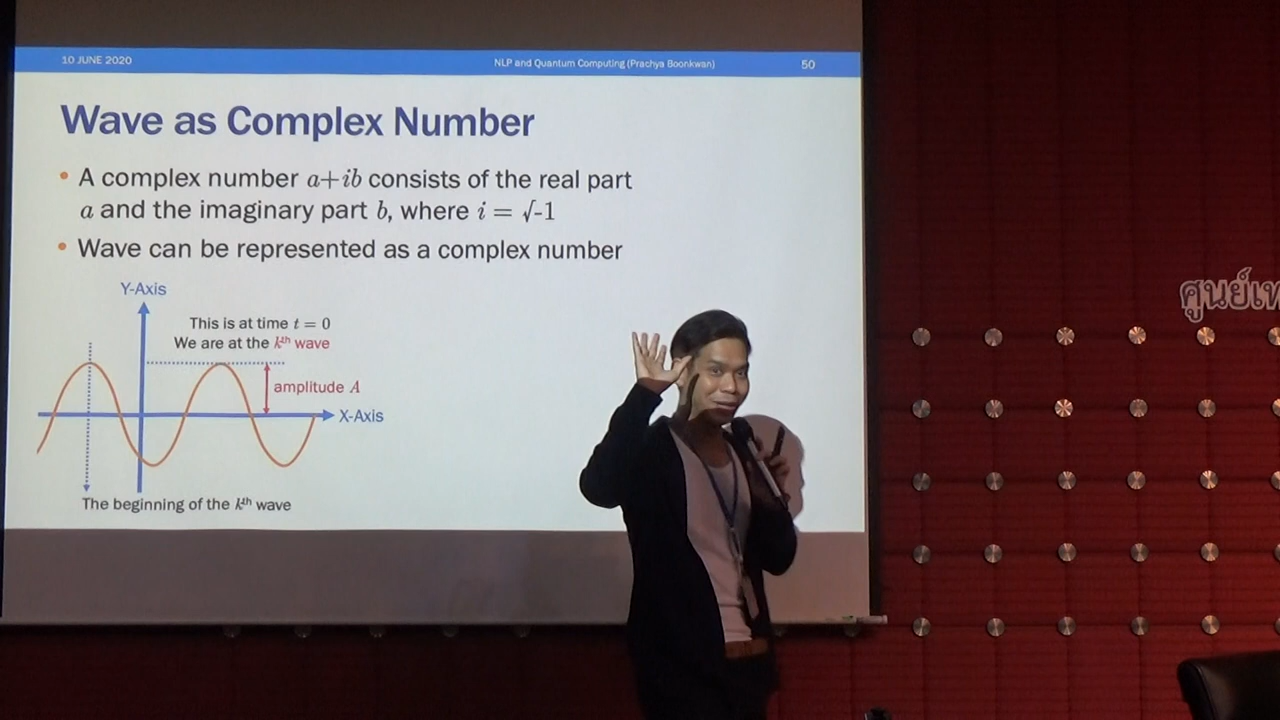 10 JUNE 2020
NLP and Quantum Computing (Prachya Boonkwan)
50
Wave as Complex Number
• A complex number a+ib consists of the real part
a and the imaginary part b, where i = √-1
• Wave can be represented as a complex number
Y-Axis
This is at time t = 0
We are at the kᵗʰ wave
amplitude A
X-Axis
The beginning of the kᵗʰ wave
ศูนย์เท